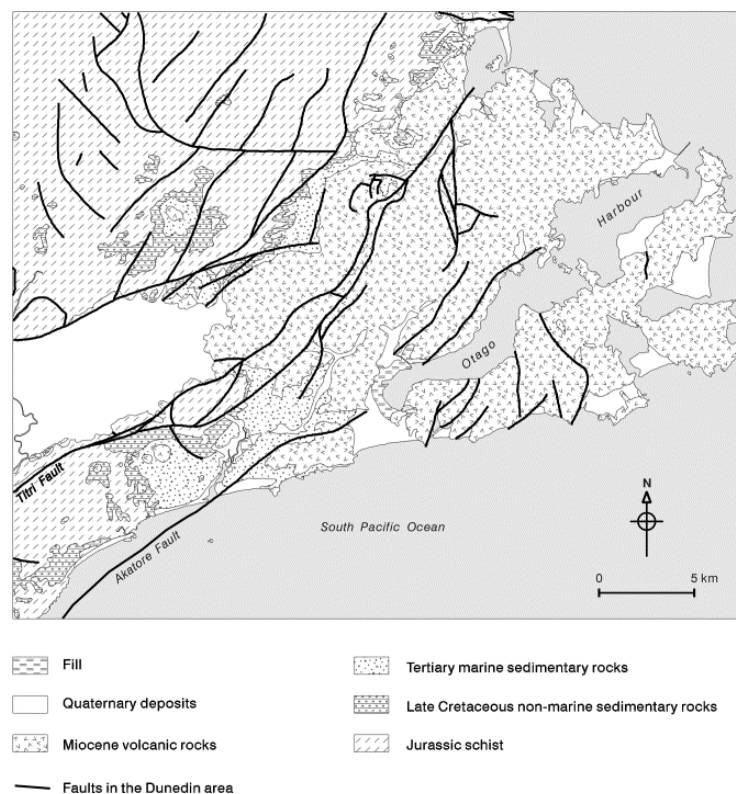 Harbour
Otago
Titri Fault
Akatore Fault
South Pacific Ocean
N
0 5 km
Fill
Quaternary deposits
Miocene volcanic rocks
Faults in the Dunedin area
Tertiary marine sedimentary rocks
Late Cretaceous non-marine sedimentary rocks
Jurassic schist